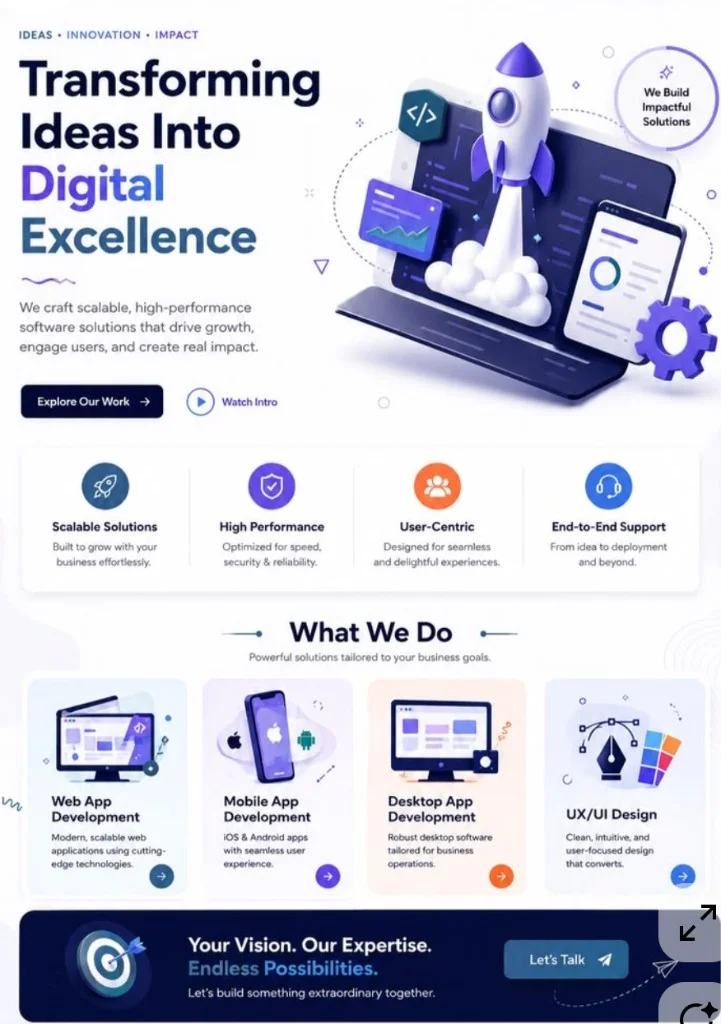 IDEAS • INNOVATION • IMPACT
Transforming
Ideas Into
Digital
Excellence
We craft scalable, high-performance
software solutions that drive growth,
engage users, and create real impact.
Explore Our Work →
Watch Intro
</>
We Build
Impactful
Solutions
Scalable Solutions
Built to grow with your
business effortlessly.
High Performance
Optimized for speed,
security & reliability.
User-Centric
Designed for seamless
and delightful experiences.
End-to-End Support
From idea to deployment
and beyond.
What We Do
Powerful solutions tailored to your business goals.
Web App
Development
Modern, scalable web
applications using cutting-
edge technologies.
Mobile App
Development
iOS & Android apps
with seamless user
experience.
Desktop App
Development
Robust desktop software
tailored for business
operations.
UX/UI Design
Clean, intuitive, and
user-focused design
that converts.
Your Vision. Our Expertise.
Endless Possibilities.
Let's build something extraordinary together.
Let's Talk